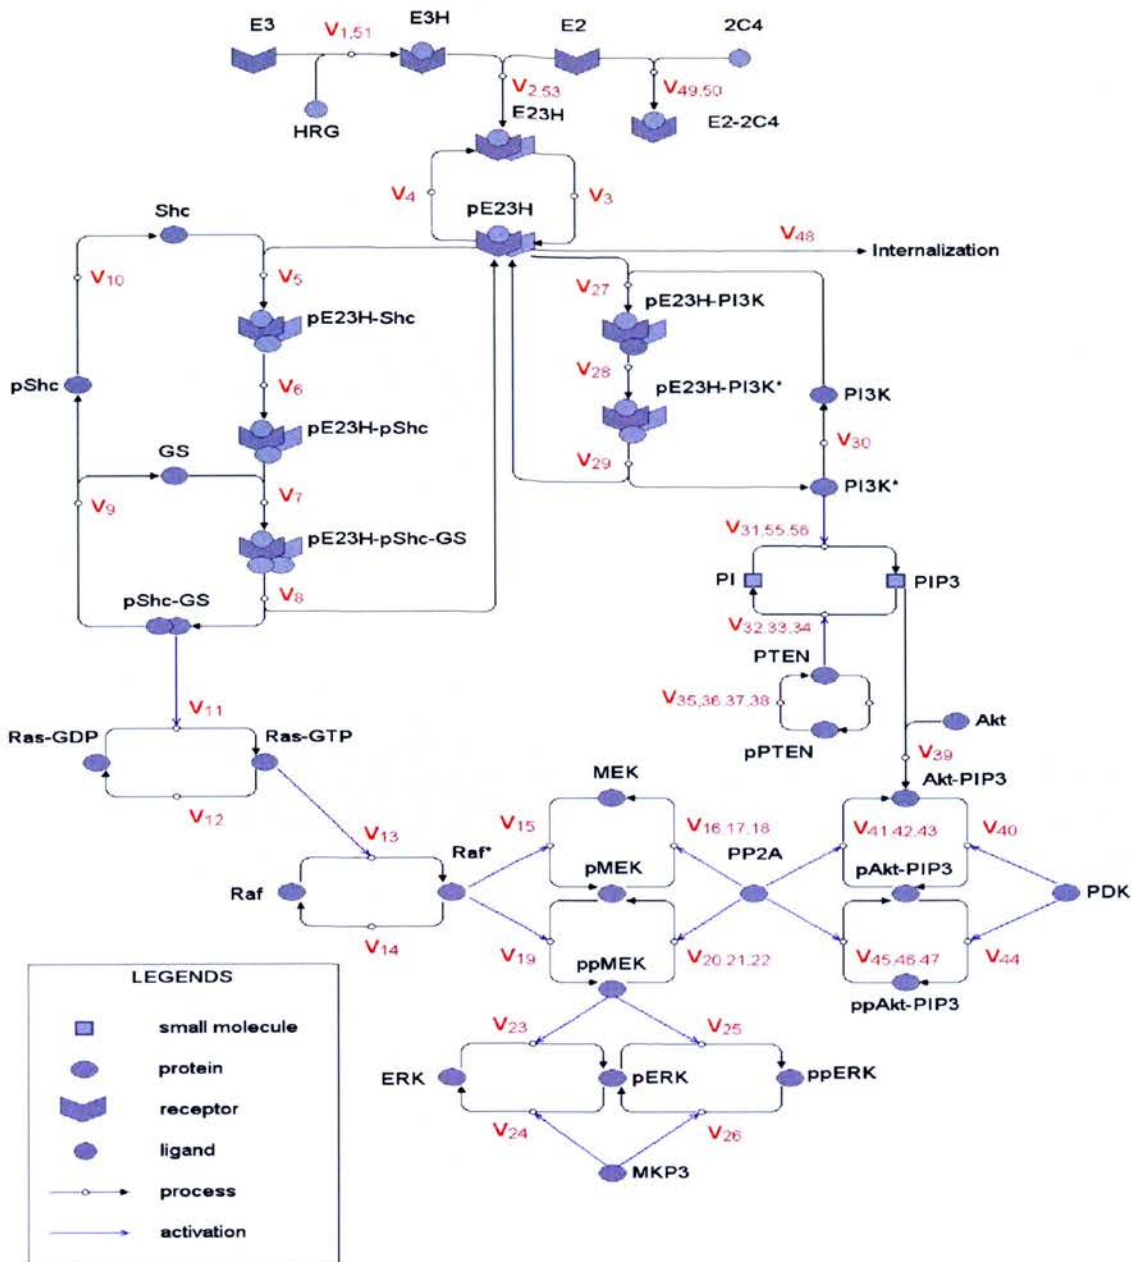 E3
V1,51
E3H
E2
2C4
HRG
V2,53
V49,50
E23H
E2-2C4
V4
V3
pE23H
Shc
V48
Internalization
V10
V5
V27
pE23H-PI3K
pE23H-Shc
V28
pShc
V6
pE23H-PI3K*
PI3K
pE23H-pShc
V30
GS
V29
PI3K*
V9
V7
V31,55,56
pE23H-pShc-GS
PI
PIP3
V8
pShc-GS
V32,33,34
PTEN
V35,36,37,38
V11
Akt
Ras-GDP
Ras-GTP
pPTEN
V39
MEK
Akt-PIP3
V12
V15
V16,17,18
V41,42,43
V40
V13
Raf*
PP2A
pMEK
pAkt-PIP3
Raf
PDK
V14
V19
V20,21,22
V45,46,47
V44
ppMEK
ppAkt-PIP3
V23
V25
ERK
pERK
ppERK
V24
V26
MKP3
LEGENDS
small molecule
protein
receptor
ligand
process
activation